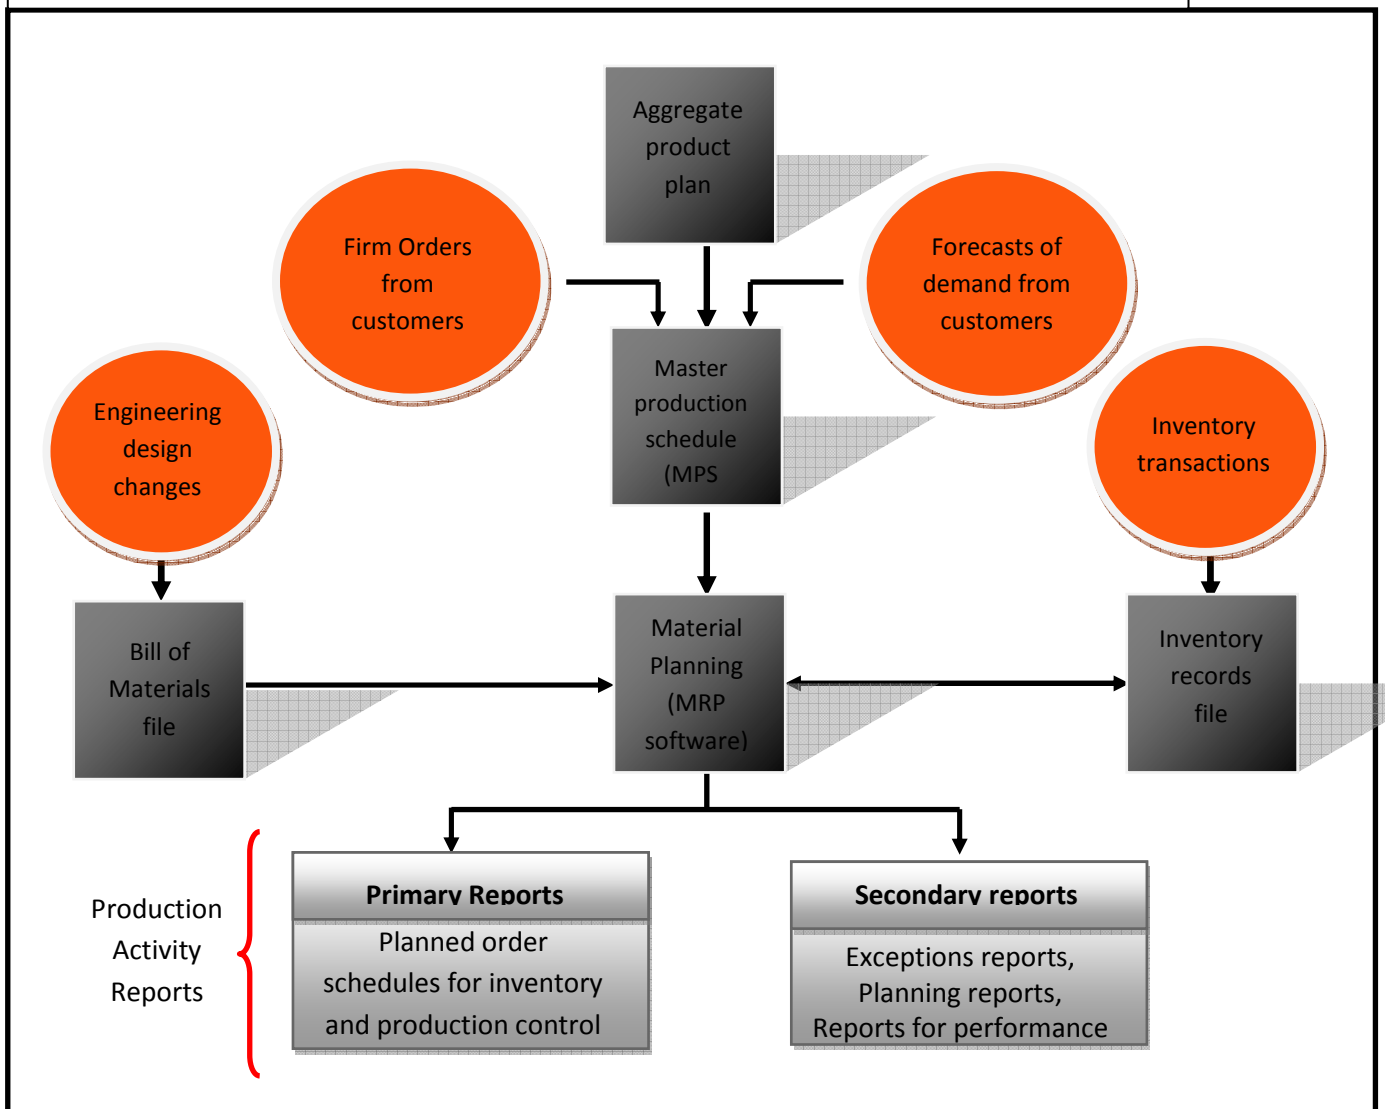 Aggregate
product
plan
Firm Orders
from
customers
Forecasts of
demand from
customers
Master
production
schedule
(MPS
Engineering
design
changes
Inventory
transactions
Bill of
Materials
file
Material
Planning
(MRP
software)
Inventory
records
file
Production
Activity
Reports
Primary Reports
Planned order
schedules for inventory
and production control
Secondary reports
Exceptions reports,
Planning reports,
Reports for performance